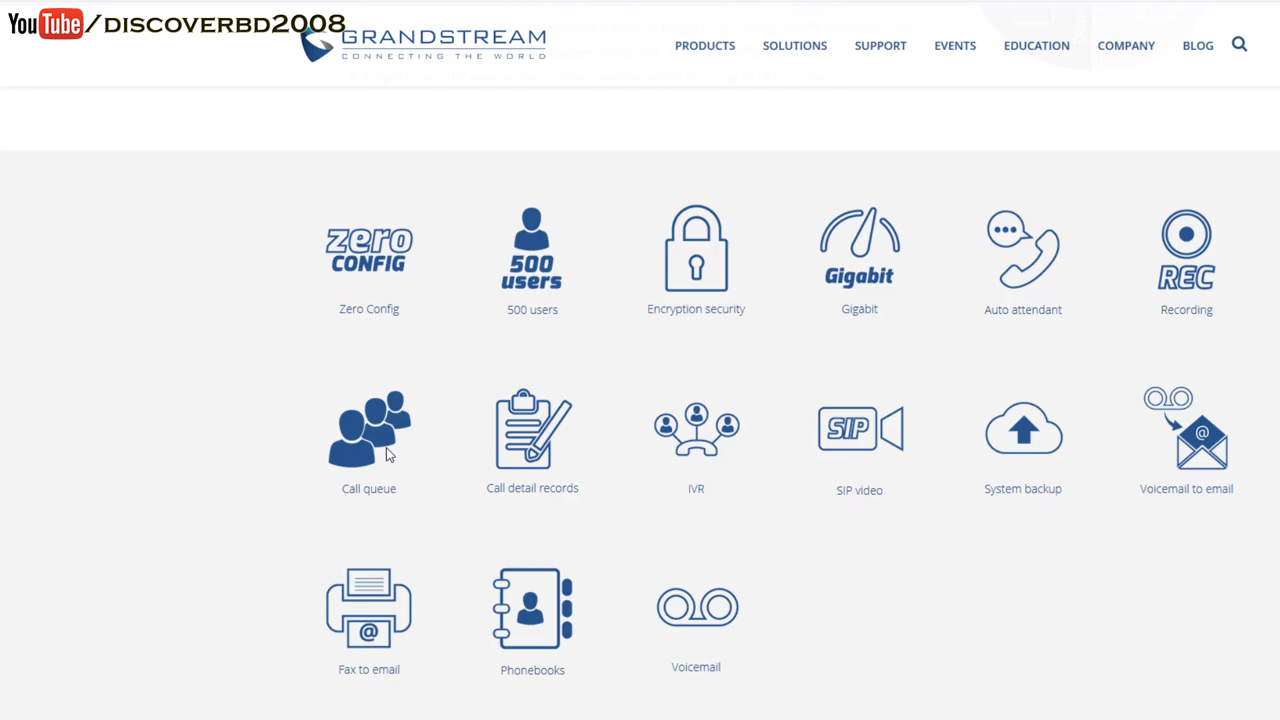 YouTube/DISCOVERBD2008
GRANDSTREAM
CONNECTING THE WORLD
PRODUCTS SOLUTIONS SUPPORT EVENTS EDUCATION COMPANY BLOG
zero CONFIG
500 users
Gigabit
REC
Zero Config 500 users Encryption security Gigabit Auto attendant Recording
SIP
@
Call queue Call detail records IVR SIP video System backup Voicemail to email
@
Fax to email Phonebooks Voicemail